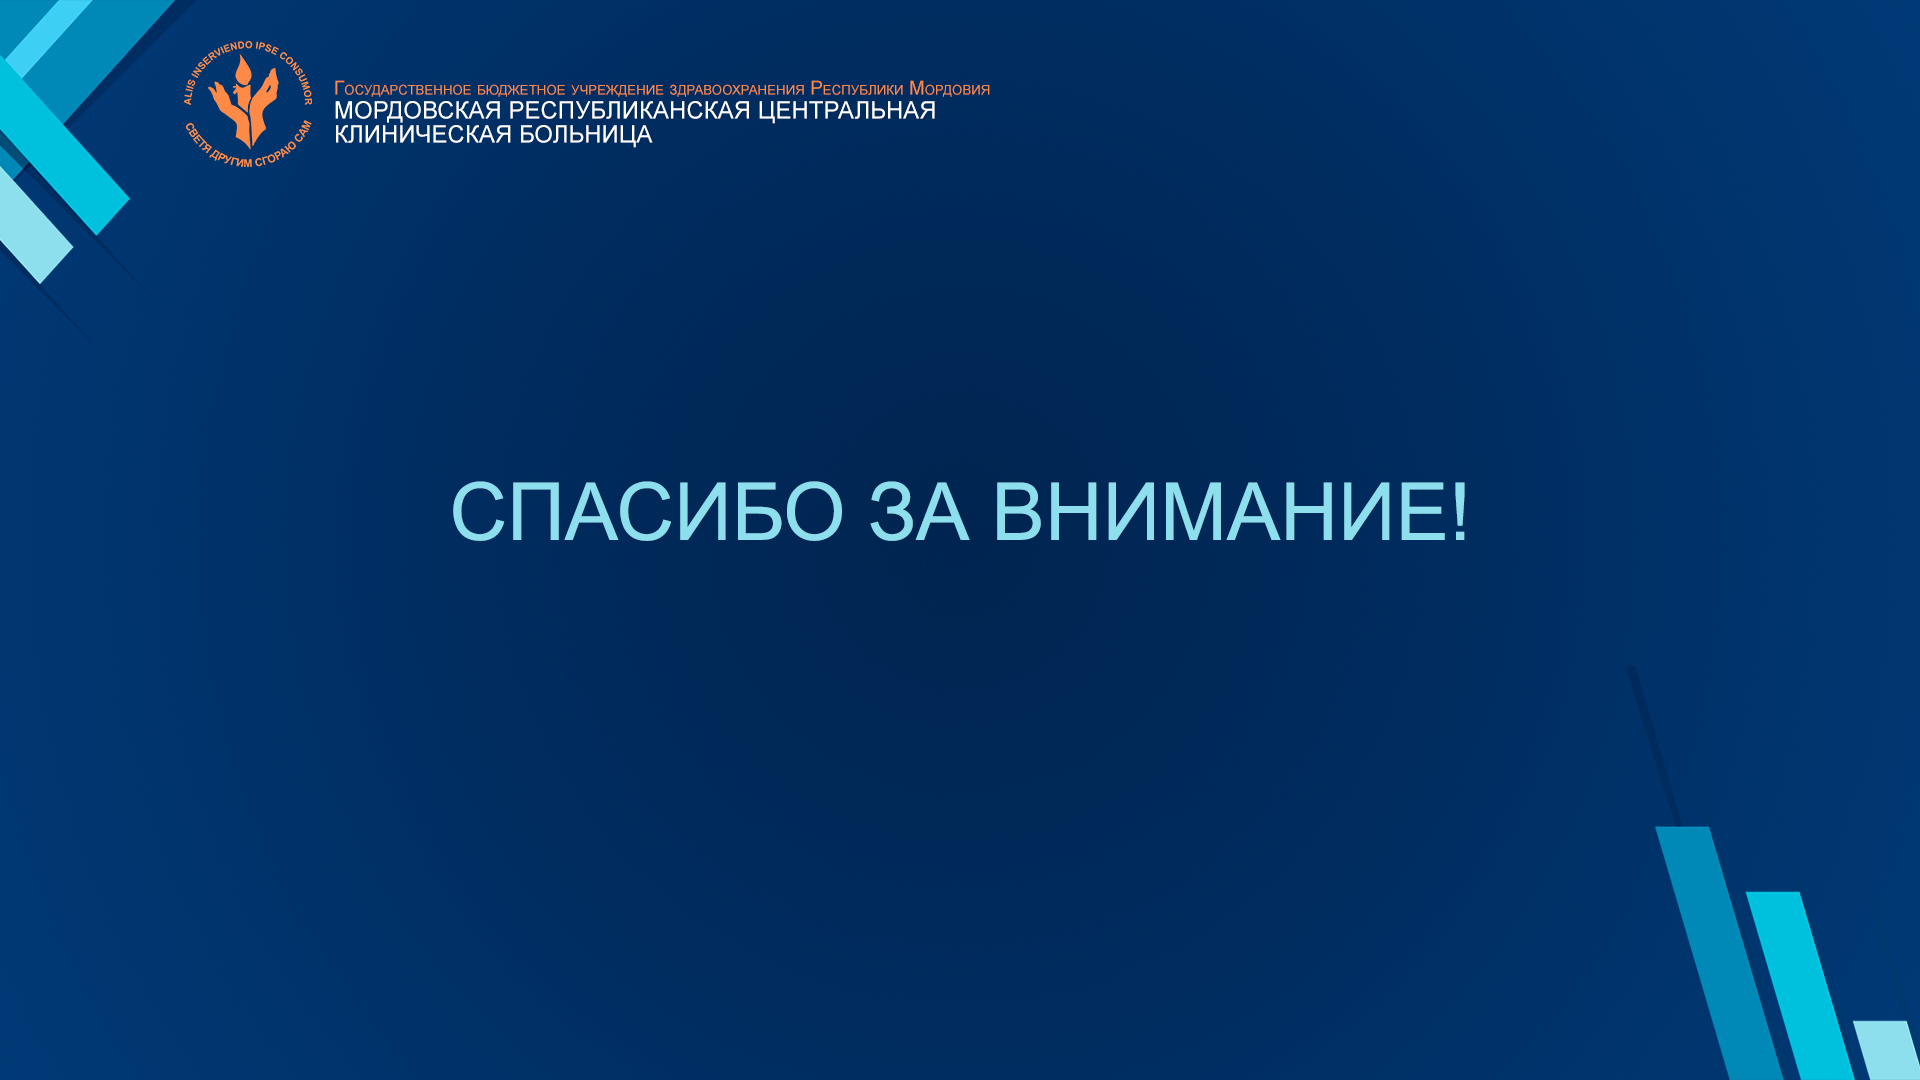 ALIIS INSERVIENDO IPSE CONSUMOR
СВЕТЯ ДРУГИМ СГОРАЮ САМ
Государственное бюджетное учреждение здравоохранения Республики Мордовия
МОРДОВСКАЯ РЕСПУБЛИКАНСКАЯ ЦЕНТРАЛЬНАЯ
КЛИНИЧЕСКАЯ БОЛЬНИЦА
СПАСИБО ЗА ВНИМАНИЕ!